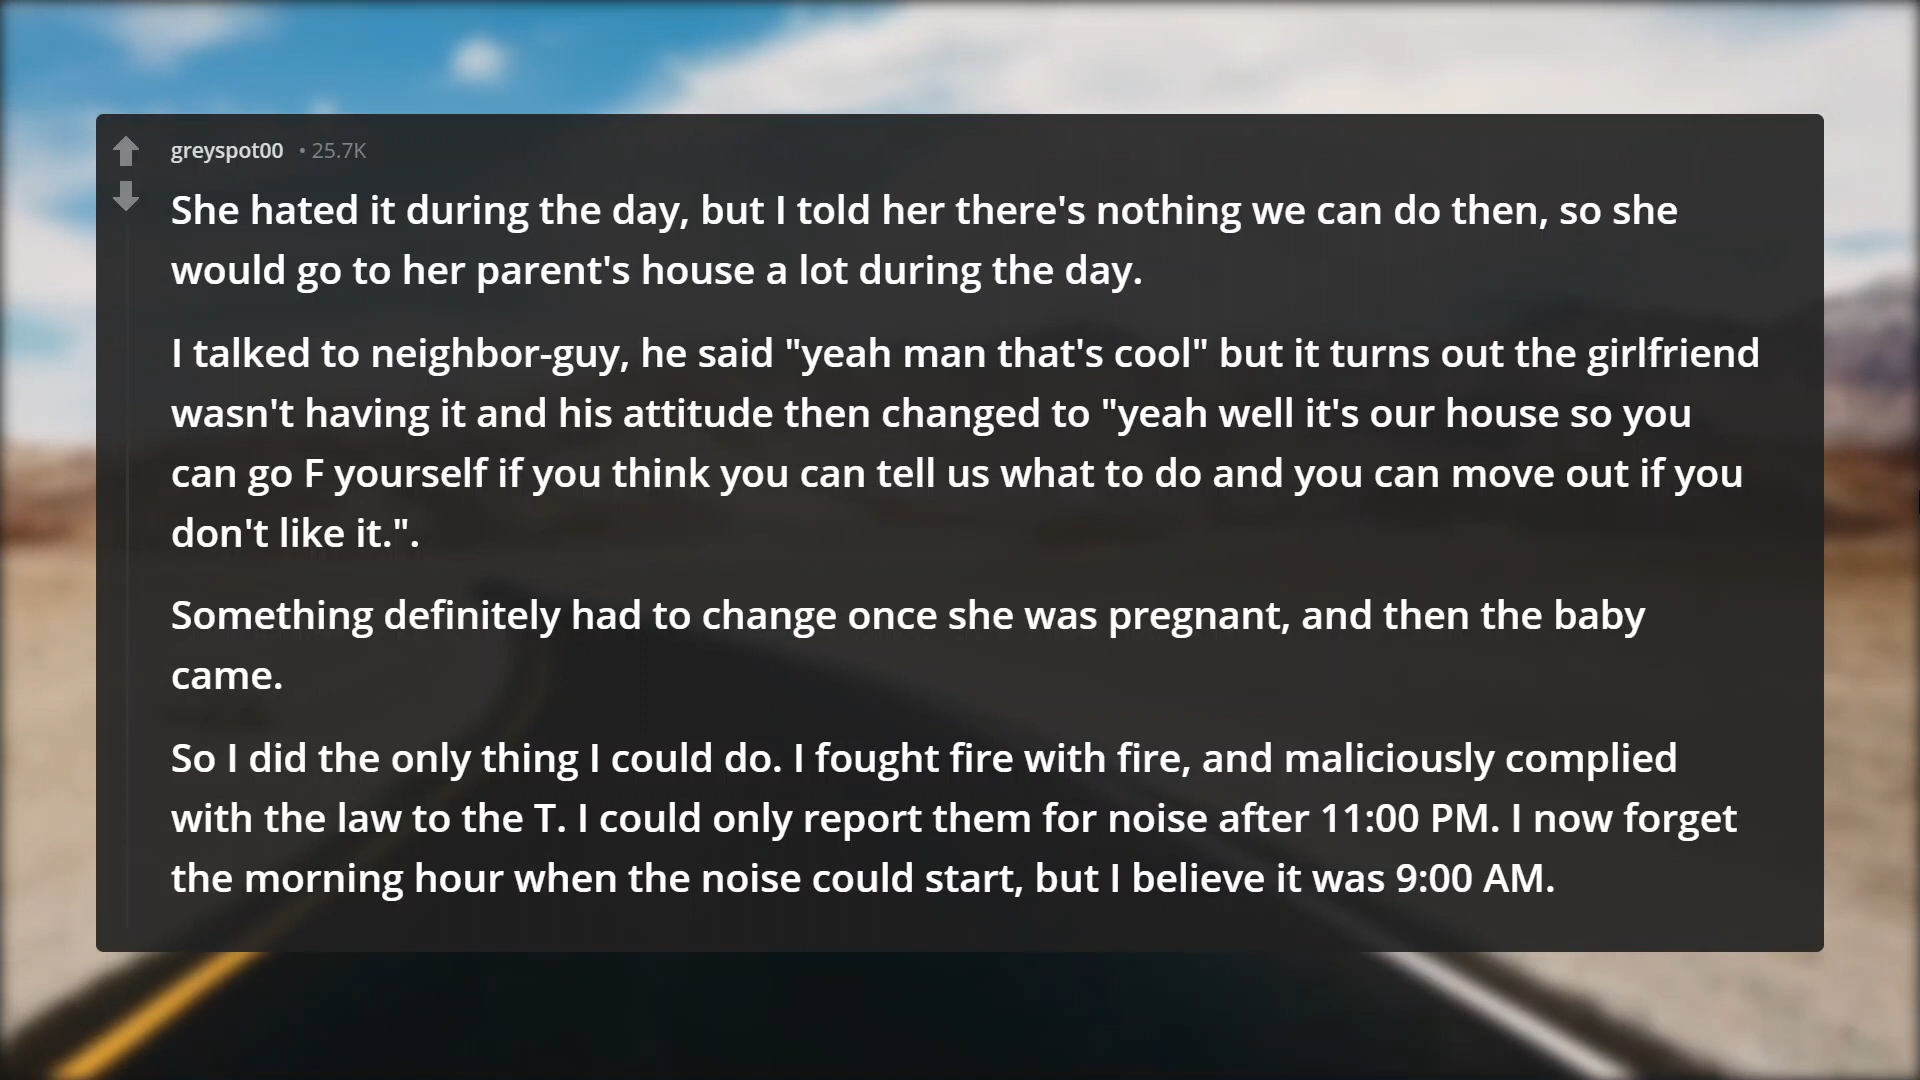 greyspot00 • 25.7K
She hated it during the day, but I told her there's nothing we can do then, so she
would go to her parent's house a lot during the day.
I talked to neighbor-guy, he said "yeah man that's cool" but it turns out the girlfriend
wasn't having it and his attitude then changed to "yeah well it's our house so you
can go F yourself if you think you can tell us what to do and you can move out if you
don't like it.".
Something definitely had to change once she was pregnant, and then the baby
came.
So I did the only thing I could do. I fought fire with fire, and maliciously complied
with the law to the T. I could only report them for noise after 11:00 PM. I now forget
the morning hour when the noise could start, but I believe it was 9:00 AM.